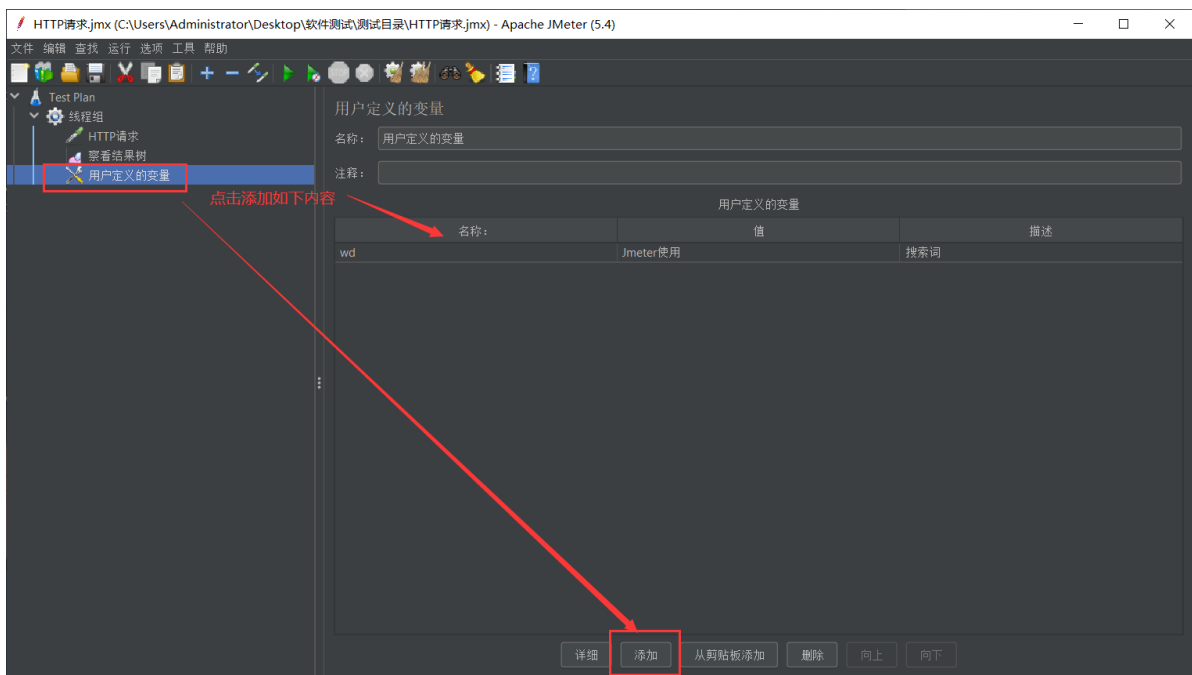 HTTP请求.jmx (C:\Users\Administrator\Desktop\软件测试\测试目录\HTTP请求.jmx) - Apache JMeter (5.4)
文件 编辑 查找 运行 选项 工具 帮助
Test Plan
线程组
HTTP请求
察看结果树
用户定义的变量
点击添加如下内容
用户定义的变量
名称： 用户定义的变量
注释：
用户定义的变量
名称： 值 描述
wd Jmeter使用 搜索词
详细 添加 从剪贴板添加 删除 向上 向下